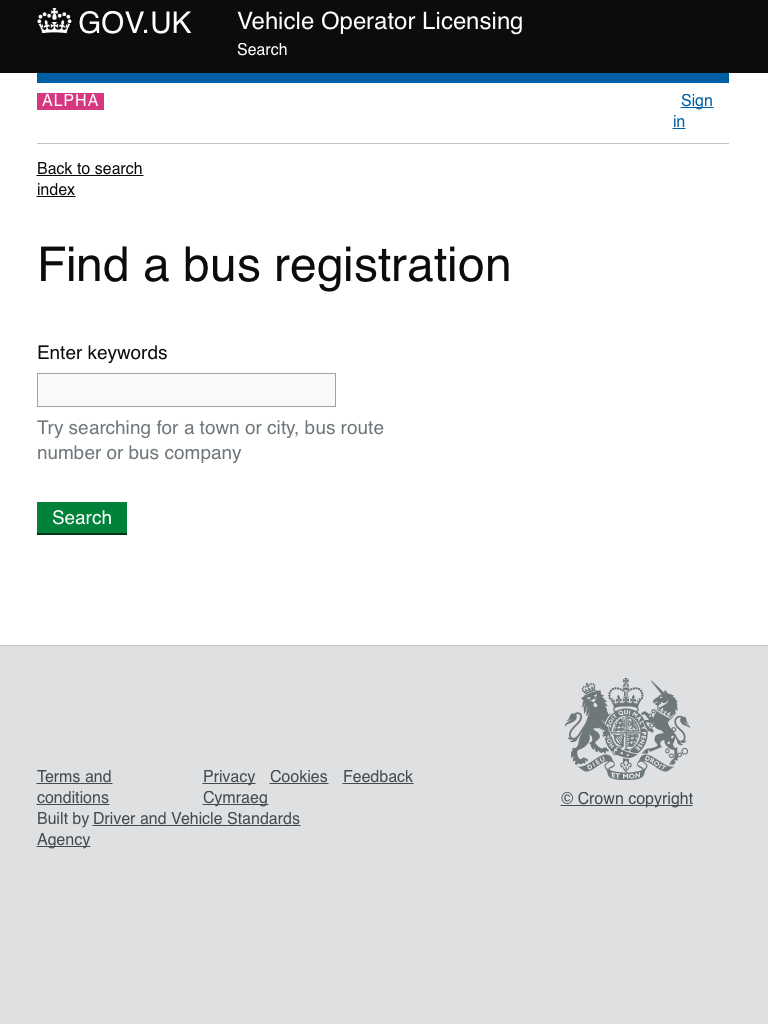 GOV.UK
Vehicle Operator Licensing
Search
ALPHA
Sign
in
Back to search
index
Find a bus registration
Enter keywords
Try searching for a town or city, bus route
number or bus company
Search
Terms and
conditions
Privacy Cookies Feedback
Cymraeg
Built by Driver and Vehicle Standards
Agency
DIEU ET MON DROIT
© Crown copyright